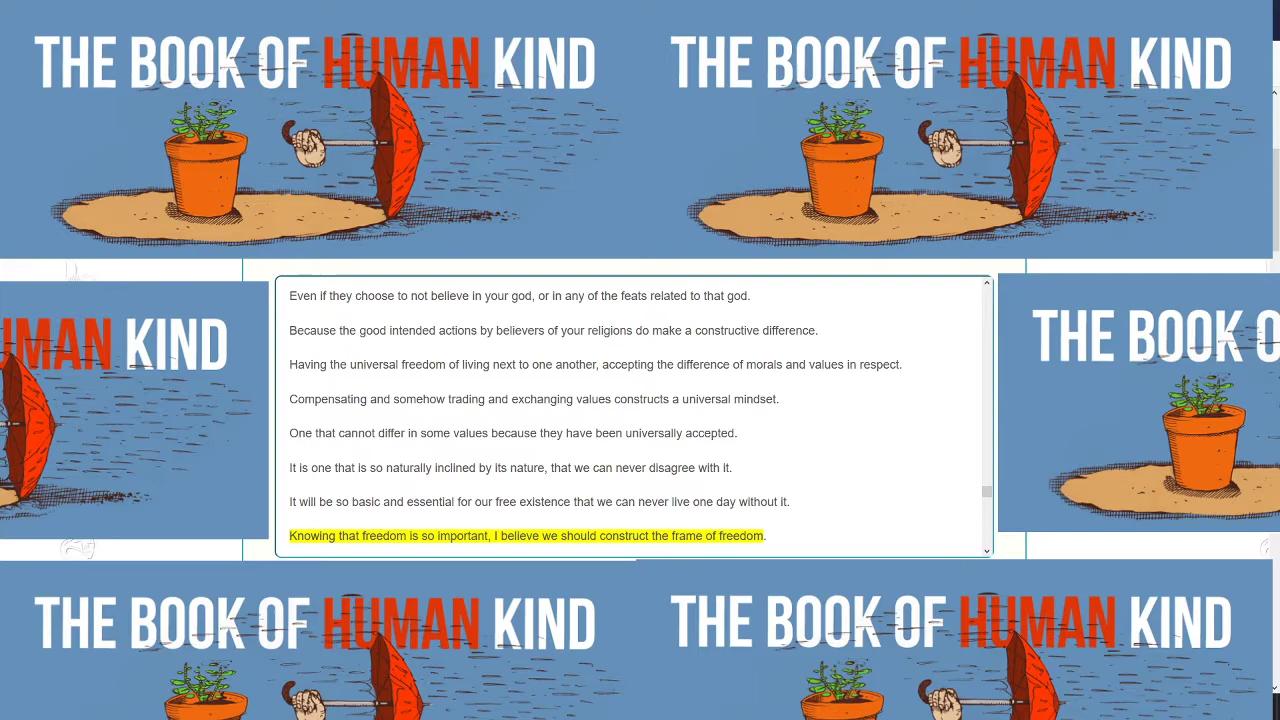 THE BOOK OF HUMAN KIND
THE BOOK OF HUMAN KIND
Even if they choose to not believe in your god, or in any of the feats related to that god.
Because the good intended actions by believers of your religions do make a constructive difference.
Having the universal freedom of living next to one another, accepting the difference of morals and values in respect.
Compensating and somehow trading and exchanging values constructs a universal mindset.
One that cannot differ in some values because they have been universally accepted.
It is one that is so naturally inclined by its nature, that we can never disagree with it.
It will be so basic and essential for our free existence that we can never live one day without it.
Knowing that freedom is so important, I believe we should construct the frame of freedom.
UMAN KIND
THE BOOK O
THE BOOK OF HUMAN KIND
THE BOOK OF HUMAN KIND